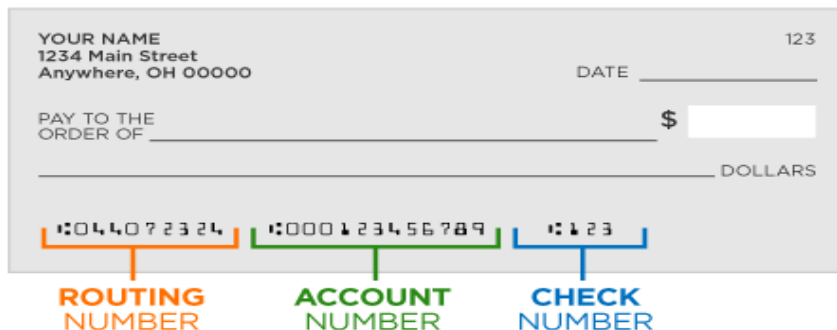 YOUR NAME
123
1234 Main Street
Anywhere, OH 00000
DATE
PAY TO THE
ORDER OF
$
DOLLARS
⑆044072324 ⑆000123456789 ⑆123
ROUTING ACCOUNT CHECK
NUMBER NUMBER NUMBER